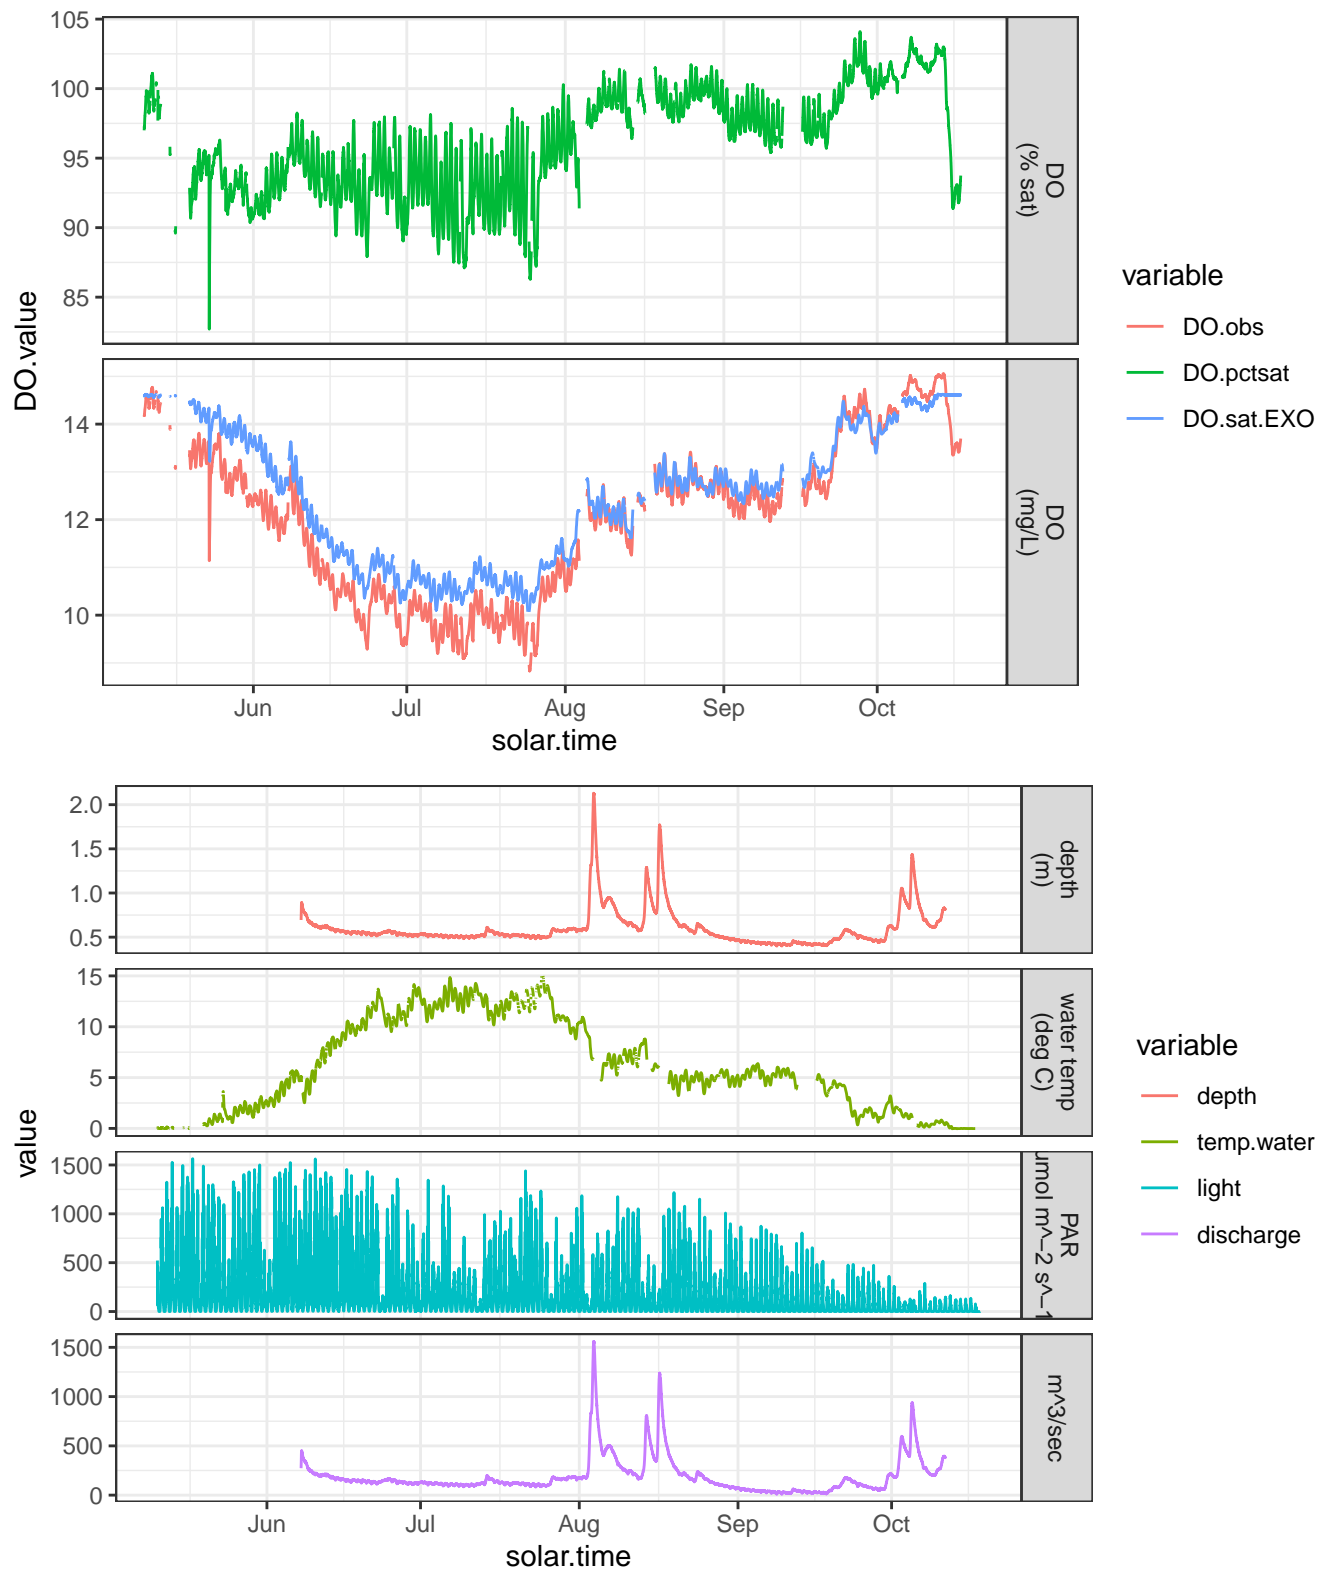 105
100
95
90
85
DO
(% sat)
14
12
10
DO
(mg/L)
DO.value
Jun Jul Aug Sep Oct
solar.time
variable
DO.obs
DO.pctsat
DO.sat.EXO
2.0
1.5
1.0
0.5
depth
(m)
15
10
5
0
water temp
(deg C)
1500
1000
500
0
PAR
umol m^-2 s^-1
1500
1000
500
0
m^3/sec
value
Jun Jul Aug Sep Oct
solar.time
variable
depth
temp.water
light
discharge